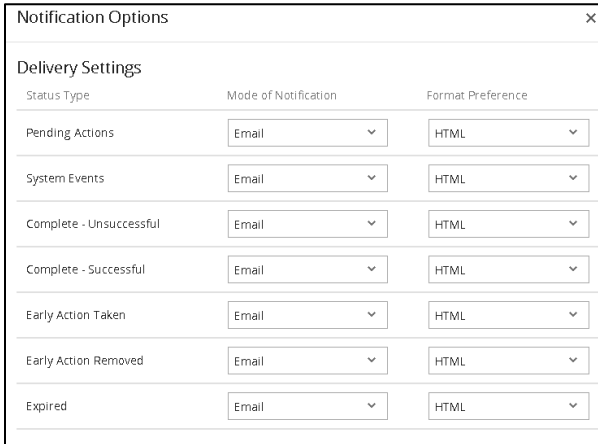 Notification Options
Delivery Settings
Status Type Mode of Notification Format Preference
Pending Actions Email HTML
System Events Email HTML
Complete - Unsuccessful Email HTML
Complete - Successful Email HTML
Early Action Taken Email HTML
Early Action Removed Email HTML
Expired Email HTML